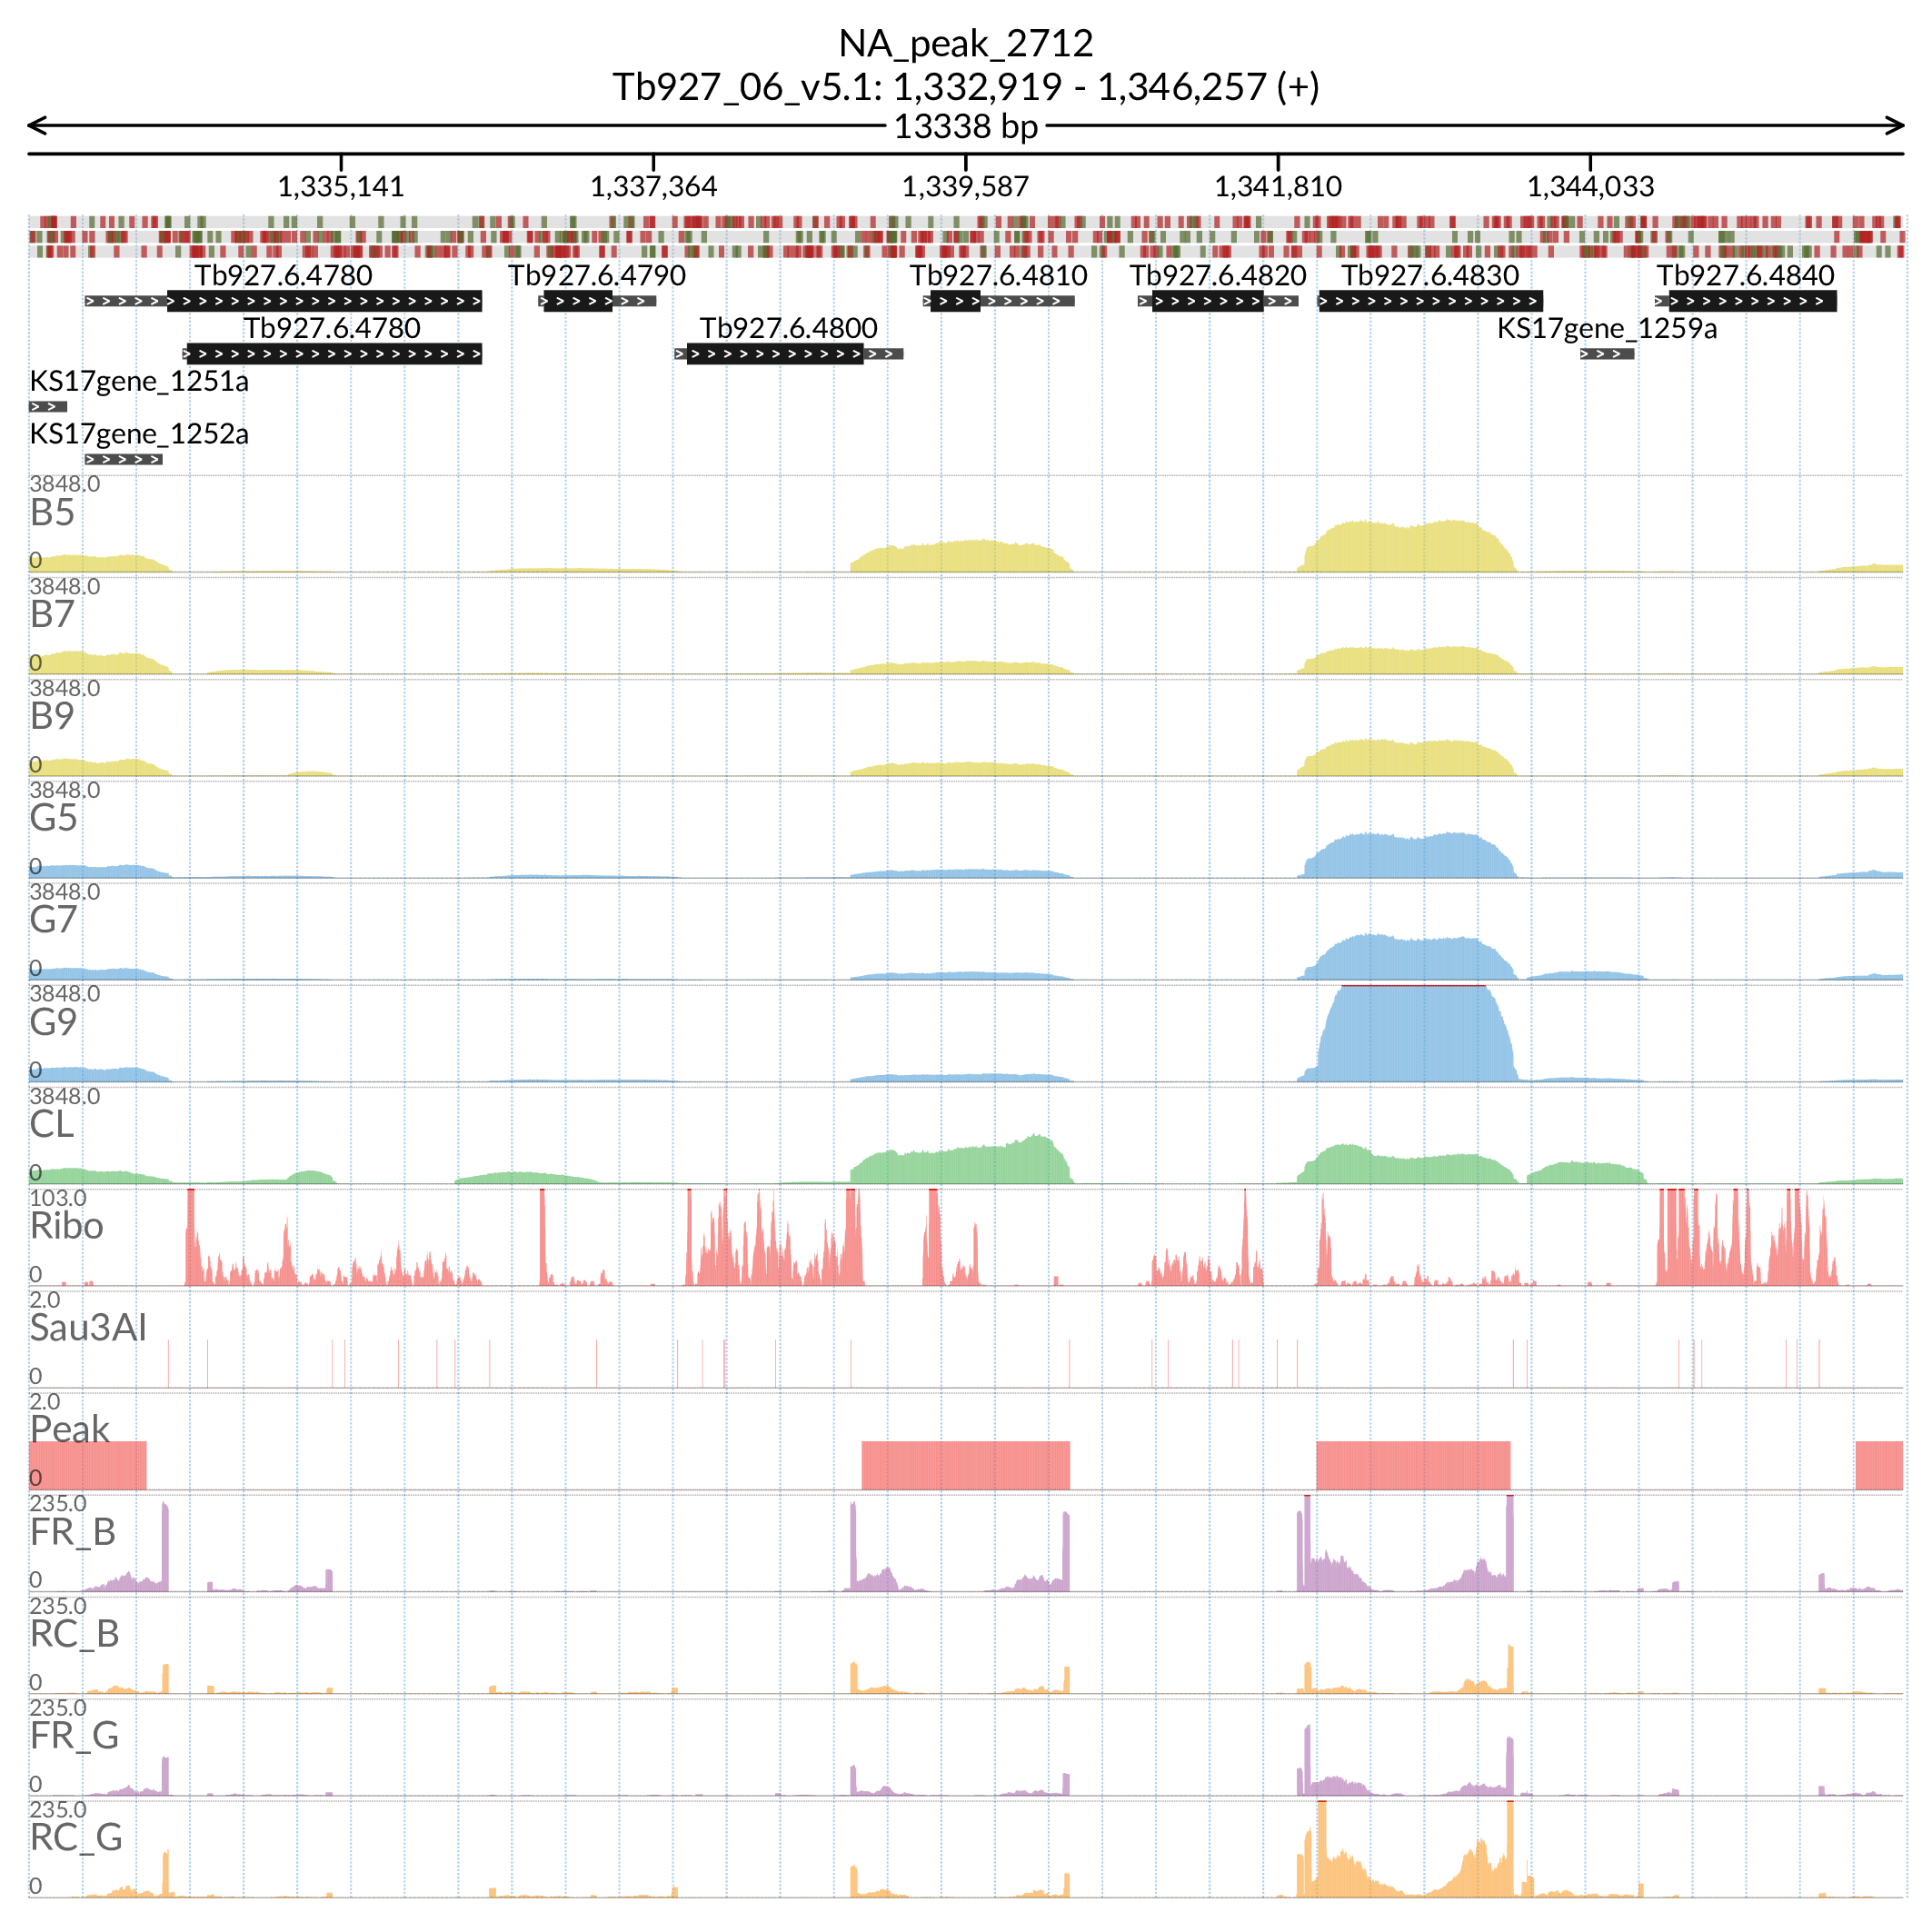 NA_peak_2712
Tb927_06_v5.1: 1,332,919 - 1,346,257 (+)
13338 bp
1,335,141 1,337,364 1,339,587 1,341,810 1,344,033
Tb927.6.4780 Tb927.6.4790 Tb927.6.4810 Tb927.6.4820 Tb927.6.4830 Tb927.6.4840
Tb927.6.4780 Tb927.6.4800 KS17gene_1259a
KS17gene_1251a
KS17gene_1252a
3848.0
B5
0
3848.0
B7
0
3848.0
B9
0
3848.0
G5
0
3848.0
G7
0
3848.0
G9
0
3848.0
CL
0
103.0
Ribo
0
2.0
Sau3AI
0
2.0
Peak
0
235.0
FR_B
0
235.0
RC_B
0
235.0
FR_G
0
235.0
RC_G
0